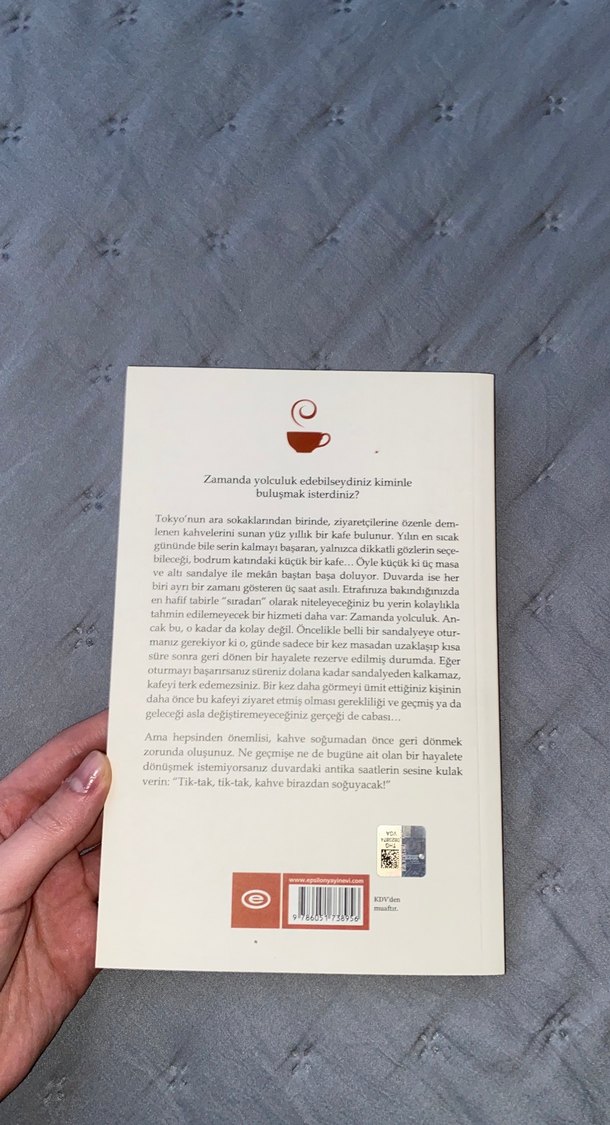 Zamanda yolculuk edebilseydiniz kiminle
buluşmak isterdiniz?
Tokyo'nun ara sokaklarından birinde, ziyaretçilerine özenle dem-
lenen kahvelerini sunan yüz yıllık bir kafe bulunur. Yılın en sıcak
gününde bile serin kalmayı başaran, yalnızca dikkatli gözlerin seçe-
bileceği, bodrum katındaki küçük bir kafe… Öyle küçük ki üç masa
ve altı sandalye ile mekân baştan başa doluyor. Duvarda ise her
biri ayrı bir zamanı gösteren üç saat asılı. Etrafınıza bakındığınızda
en hafif tabirle “sıradan” olarak niteleyeceğiniz bu yerin kolaylıkla
tahmin edilemeyecek bir hizmeti daha var: Zamanda yolculuk. An-
cak bu, o kadar da kolay değil. Öncelikle belli bir sandalyeye otur-
manız gerekiyor ki o, günde sadece bir kez masadan uzaklaşıp kısa
süre sonra geri dönen bir hayalete rezerve edilmiş durumda. Eğer
oturmayı başarırsanız süreniz dolana kadar sandalyeden kalkamaz,
kafeyi terk edemezsiniz. Bir kez daha görmeyi ümit ettiğiniz kişinin
daha önce bu kafeyi ziyaret etmiş olması gerekliliği ve geçmiş ya da
geleceği asla değiştiremeyeceğiniz gerçeği de cabası…
Ama hepsinden önemlisi, kahve soğumadan önce geri dönmek
zorunda oluşunuz. Ne geçmişe ne de bugüne ait olan bir hayalete
dönüşmek istemiyorsanız duvardaki antika saatlerin sesine kulak
verin: “Tik-tak, tik-tak, kahve birazdan soğuyacak!”
www.epsilonyayinevi.com
9 786051 738956
KDV'den
muaftır.